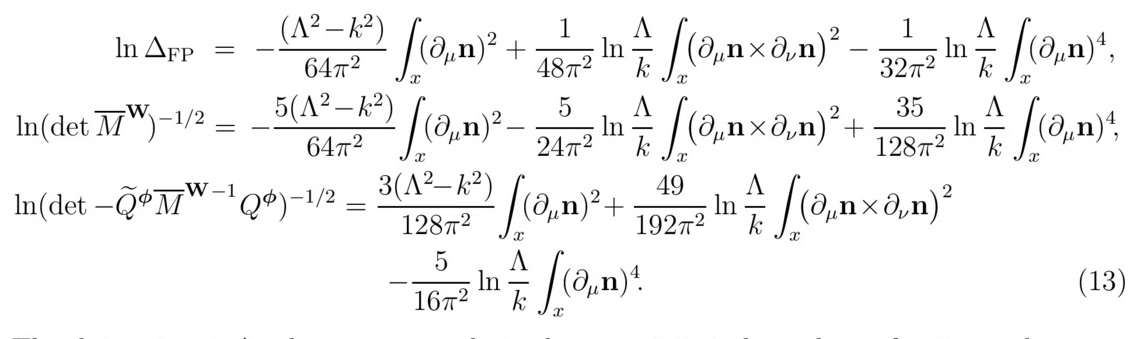 ln Δ_FP = −(Λ²−k²)/64π² ∫_x (∂_μ n)² + 1/48π² ln Λ/k ∫_x (∂_μ n × ∂_ν n)² − 1/32π² ln Λ/k ∫_x (∂_μ n)⁴,
ln(det M̅^W)^{−1/2} = −5(Λ²−k²)/64π² ∫_x (∂_μ n)² − 5/24π² ln Λ/k ∫_x (∂_μ n × ∂_ν n)² + 35/128π² ln Λ/k ∫_x (∂_μ n)⁴,
ln(det −Q̃^ϕ M̅^{W −1} Q^ϕ)^{−1/2} = 3(Λ²−k²)/128π² ∫_x (∂_μ n)² + 49/192π² ln Λ/k ∫_x (∂_μ n × ∂_ν n)²
−5/16π² ln Λ/k ∫_x (∂_μ n)⁴. (13)